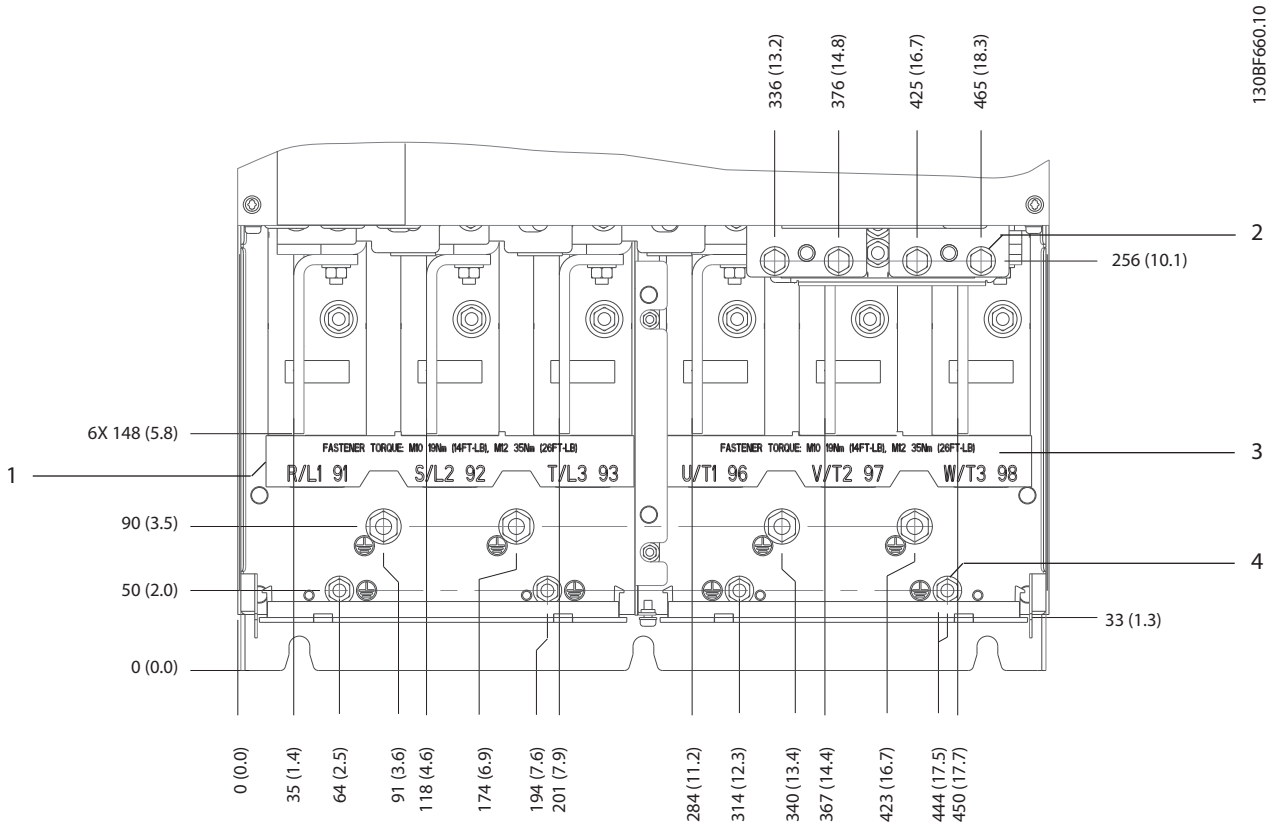 130BF660.10
336 (13.2)
376 (14.8)
425 (16.7)
465 (18.3)
2
256 (10.1)
6X 148 (5.8)
FASTENER TORQUE: M10 19Nm (14FT-LB), M12 35Nm (26FT-LB)
FASTENER TORQUE: M10 19Nm (14FT-LB), M12 35Nm (26FT-LB)
3
1
R/L1 91
S/L2 92
T/L3 93
U/T1 96
V/T2 97
W/T3 98
90 (3.5)
4
50 (2.0)
33 (1.3)
0 (0.0)
0 (0.0)
35 (1.4)
64 (2.5)
91 (3.6)
118 (4.6)
174 (6.9)
194 (7.6)
201 (7.9)
284 (11.2)
314 (12.3)
340 (13.4)
367 (14.4)
423 (16.7)
444 (17.5)
450 (17.7)